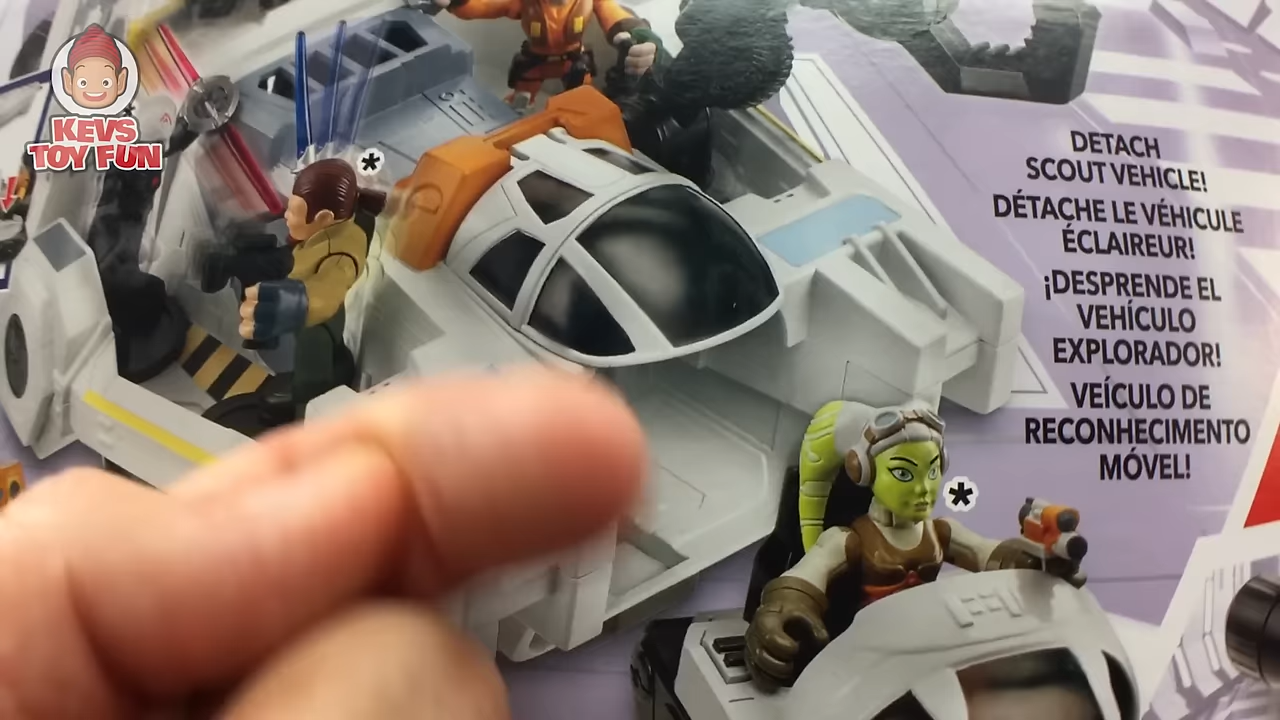 KEVS
TOY FUN
*
DETACH
SCOUT VEHICLE!
DÉTACHE LE VÉHICULE
ÉCLAIREUR!
¡DESPRENDE EL
VEHÍCULO
EXPLORADOR!
VEÍCULO DE
RECONHECIMENTO
MÓVEL!
*